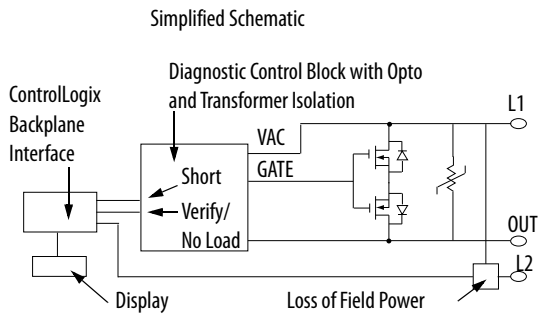 Simplified Schematic
Diagnostic Control Block with Opto
and Transformer Isolation
ControlLogix
Backplane
Interface
L1
VAC
GATE
Short
Verify/
No Load
OUT
L2
Display
Loss of Field Power